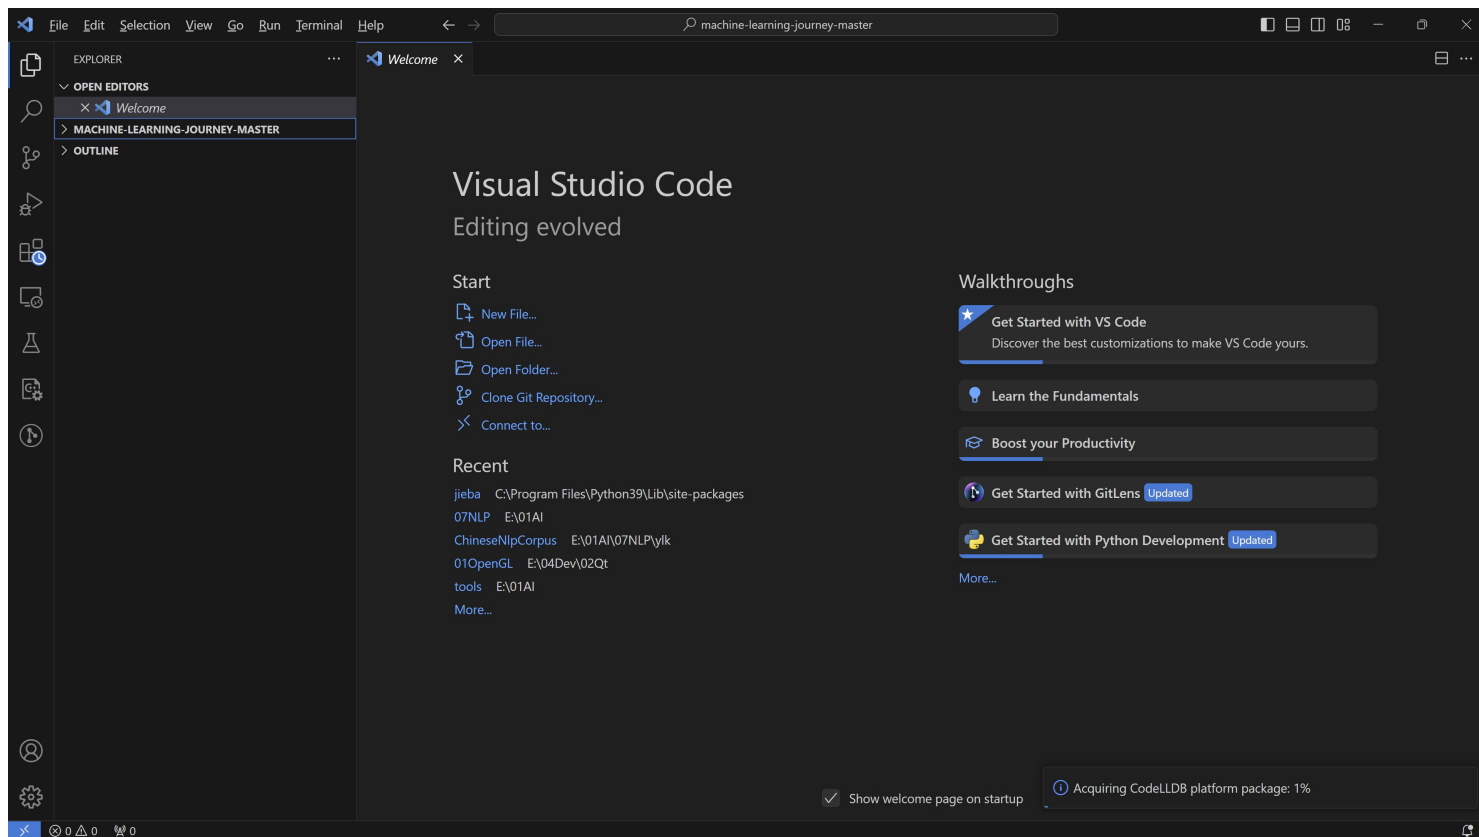 File Edit Selection View Go Run Terminal Help
machine-learning-journey-master
EXPLORER
OPEN EDITORS
Welcome
MACHINE-LEARNING-JOURNEY-MASTER
OUTLINE
Welcome
Visual Studio Code
Editing evolved
Start
New File...
Open File...
Open Folder...
Clone Git Repository...
Connect to...
Recent
jieba C:\Program Files\Python39\Lib\site-packages
07NLP E:\01AI
ChineseNlpCorpus E:\01AI\07NLP\ylk
01OpenGL E:\04Dev\02Qt
tools E:\01AI
More...
Walkthroughs
Get Started with VS Code
Discover the best customizations to make VS Code yours.
Learn the Fundamentals
Boost your Productivity
Get Started with GitLens Updated
Get Started with Python Development Updated
More...
Show welcome page on startup
Acquiring CodeLLDB platform package: 1%
0 0 0